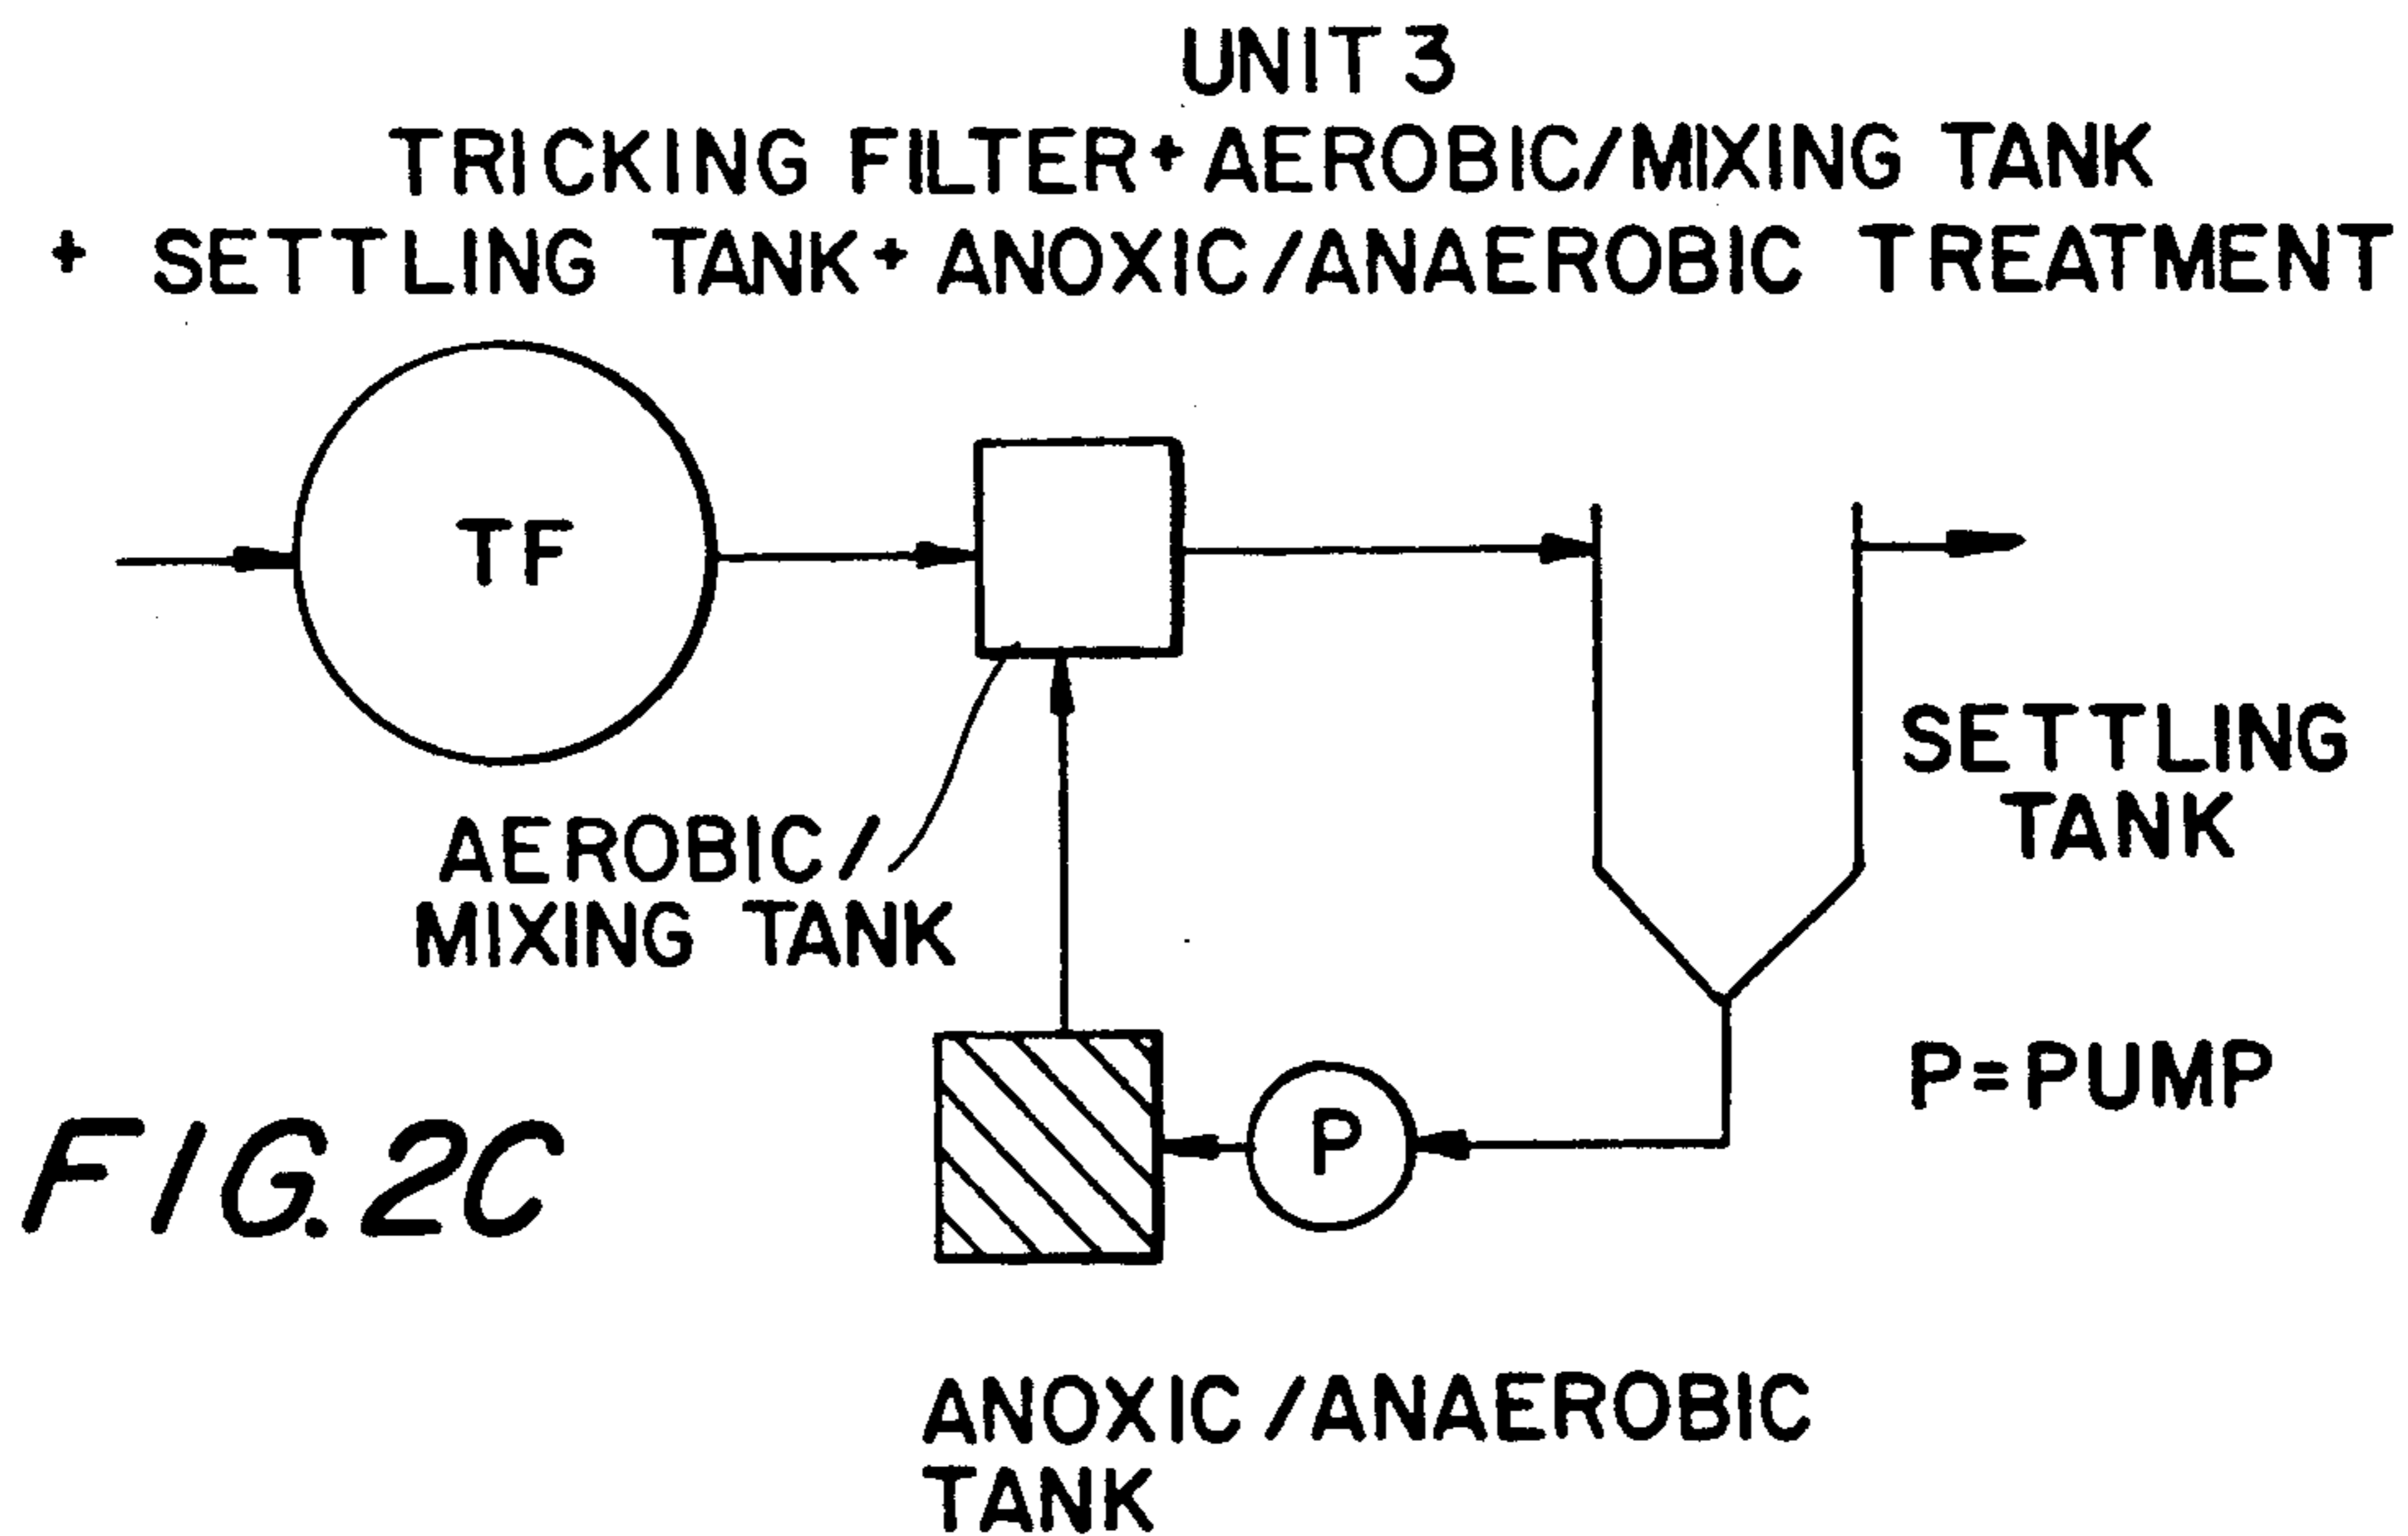 UNIT 3
TRICKING FILTER+ AEROBIC/MIXING TANK
+ SETTLING TANK+ ANOXIC/ANAEROBIC TREATMENT
TF
SETTLING
TANK
AEROBIC/
MIXING TANK
P=PUMP
P
FIG. 2C
ANOXIC/ANAEROBIC
TANK